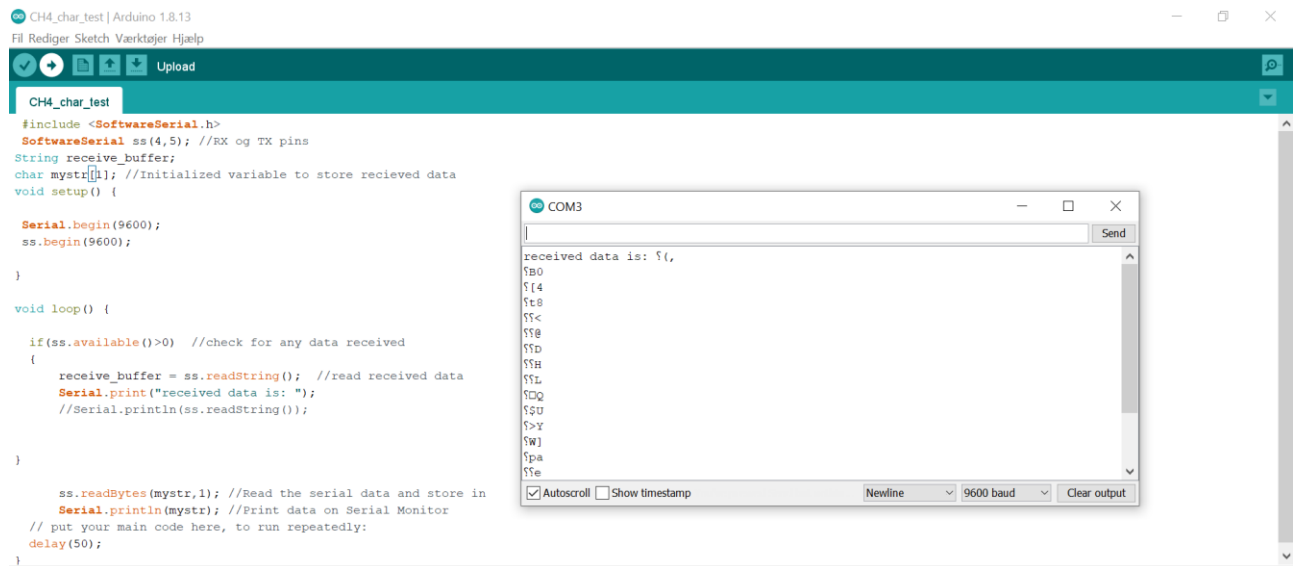 CH4_char_test | Arduino 1.8.13
Fil Rediger Sketch Værktøjer Hjælp
Upload
CH4_char_test
#include <SoftwareSerial.h>
SoftwareSerial ss(4,5); //RX og TX pins
String receive_buffer;
char mystr[1]; //Initialized variable to store recieved data
void setup() {
Serial.begin(9600);
ss.begin(9600);
}
void loop() {
if(ss.available()>0)  //check for any data received
{
receive_buffer = ss.readString();  //read received data
Serial.print("received data is: ");
//Serial.println(ss.readString());
}
ss.readBytes(mystr,1); //Read the serial data and store in
Serial.println(mystr); //Print data on Serial Monitor
// put your main code here, to run repeatedly:
delay(50);
}
COM3
Send
received data is: ⸮(,
⸮B0
⸮[4
⸮t8
⸮⸮<
⸮⸮@
⸮⸮D
⸮⸮H
⸮⸮L
⸮□Q
⸮$U
⸮>Y
⸮W]
⸮pa
⸮⸮e
Autoscroll Show timestamp Newline 9600 baud Clear output